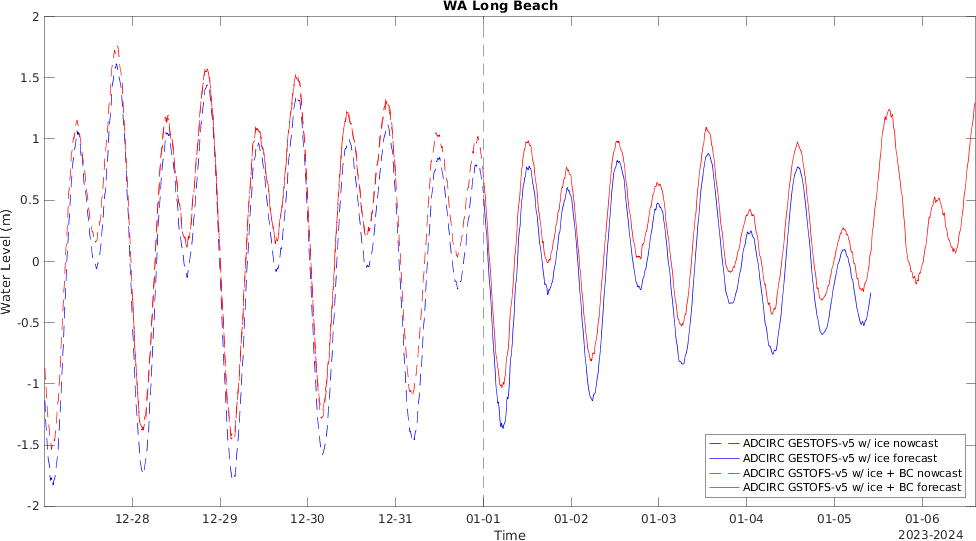 WA Long Beach
2
1.5
1
0.5
0
-0.5
-1
-1.5
-2
Water Level (m)
12-28
12-29
12-30
12-31
01-01
01-02
01-03
01-04
01-05
01-06
Time
2023-2024
ADCIRC GESTOFS-v5 w/ ice nowcast
ADCIRC GESTOFS-v5 w/ ice forecast
ADCIRC GSTOFS-v5 w/ ice + BC nowcast
ADCIRC GSTOFS-v5 w/ ice + BC forecast